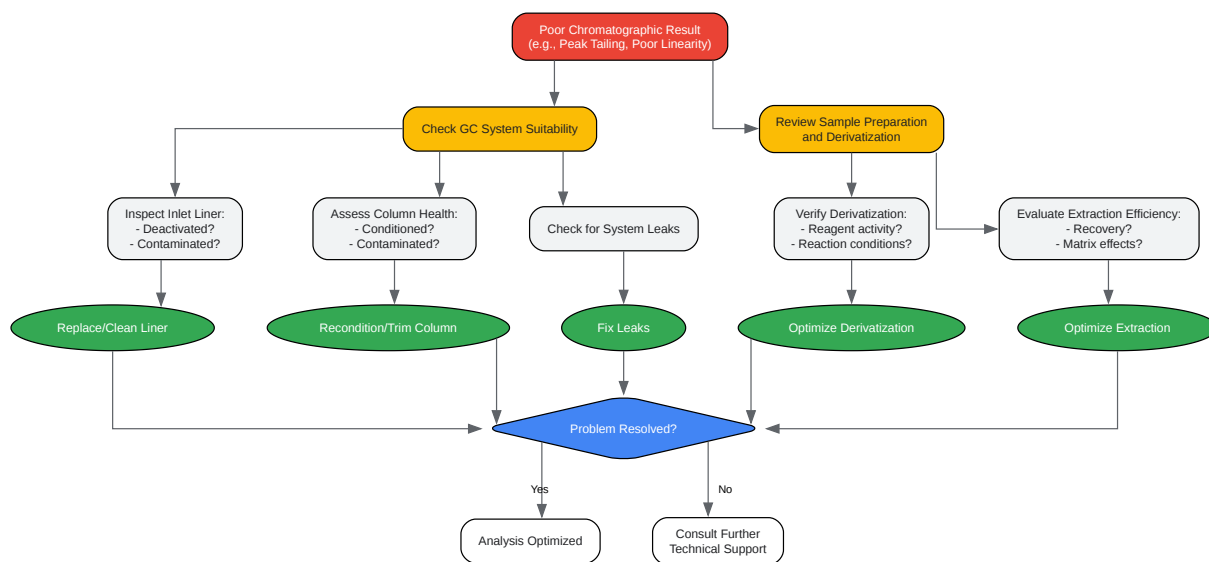 Poor Chromatographic Result
(e.g., Peak Tailing, Poor Linearity)
Check GC System Suitability
Review Sample Preparation
and Derivatization
Inspect Inlet Liner:
- Deactivated?
- Contaminated?
Assess Column Health:
- Conditioned?
- Contaminated?
Check for System Leaks
Verify Derivatization:
- Reagent activity?
- Reaction conditions?
Evaluate Extraction Efficiency:
- Recovery?
- Matrix effects?
Replace/Clean Liner
Recondition/Trim Column
Fix Leaks
Optimize Derivatization
Optimize Extraction
Problem Resolved?
Yes
No
Analysis Optimized
Consult Further
Technical Support